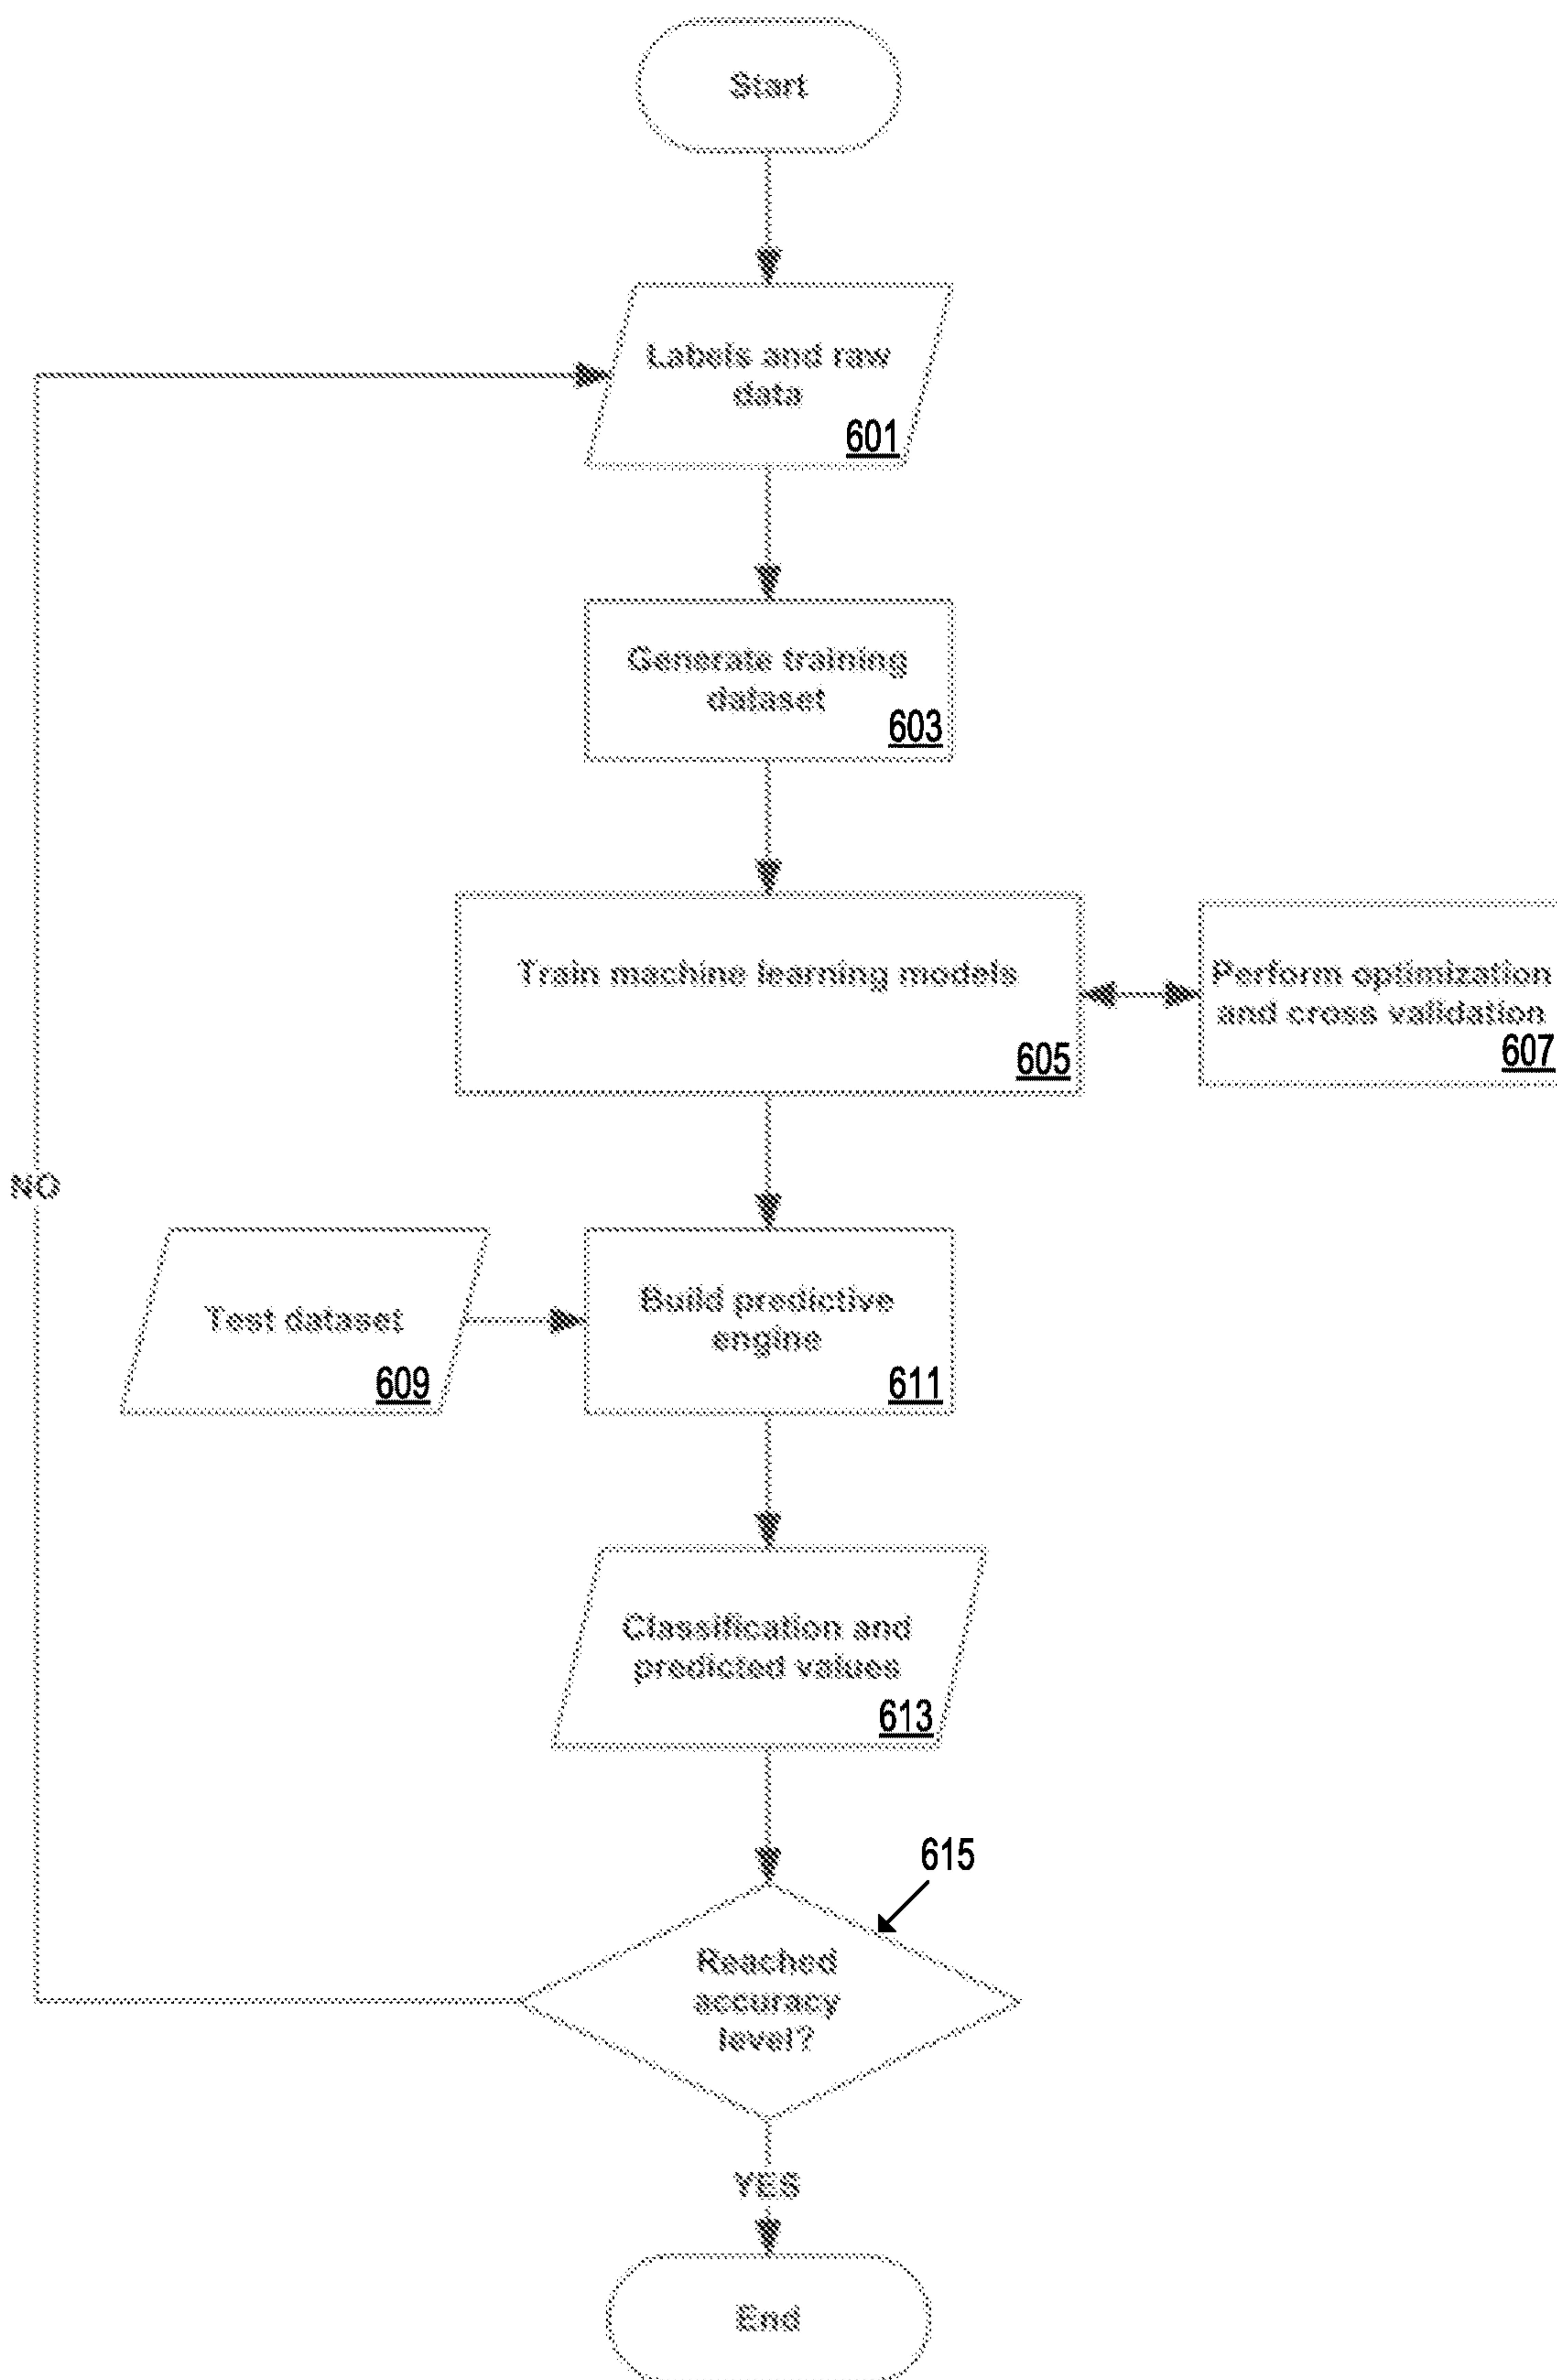 Start
Labels and raw
data
601
Generate training
dataset
603
Train machine learning models
605
Perform optimization
and cross validation
607
NO
Test dataset
609
Build predictive
engine
611
Classification and
predicted values
613
615
Reached
accuracy
level?
YES
End